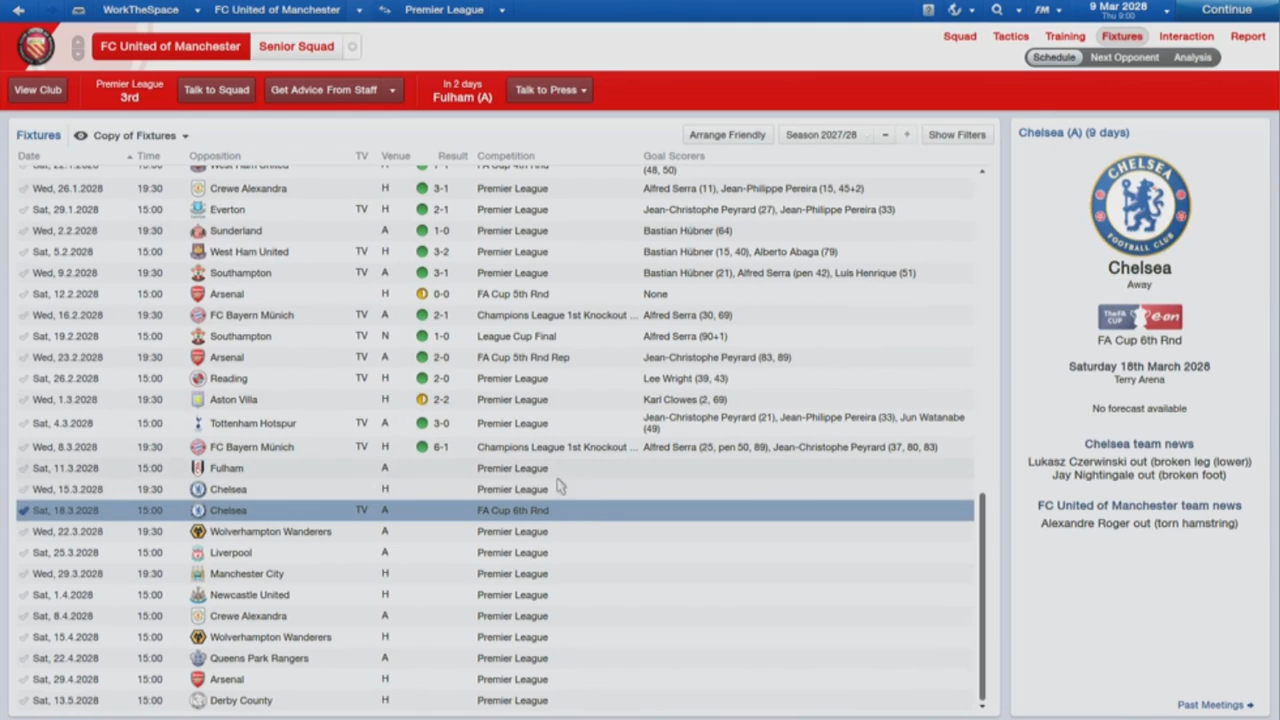 WorkTheSpace FC United of Manchester Premier League FM 9 Mar 2028 Continue
Thu 9:00
FC United of Manchester Senior Squad Squad Tactics Training Fixtures Interaction Report
Schedule Next Opponent Analysis
View Club Premier League 3rd Talk to Squad Get Advice From Staff In 2 days Fulham (A) Talk to Press
Fixtures Copy of Fixtures Arrange Friendly Season 2027/28 Show Filters
Date Time Opposition TV Venue Result Competition Goal Scorers
(48, 50)
Wed, 26.1.2028 19:30 Crewe Alexandra H 3-1 Premier League Alfred Serra (11), Jean-Philippe Pereira (15, 45+2)
Sat, 29.1.2028 15:00 Everton TV H 2-1 Premier League Jean-Christophe Peyrard (27), Jean-Philippe Pereira (33)
Wed, 2.2.2028 19:30 Sunderland A 1-0 Premier League Bastian Hübner (64)
Sat, 5.2.2028 15:00 West Ham United TV H 3-2 Premier League Bastian Hübner (15, 40), Alberto Abaga (79)
Wed, 9.2.2028 19:30 Southampton TV A 3-1 Premier League Bastian Hübner (21), Alfred Serra (pen 42), Luis Henrique (51)
Sat, 12.2.2028 15:00 Arsenal H 0-0 FA Cup 5th Rnd None
Wed, 16.2.2028 19:30 FC Bayern Münich TV A 2-1 Champions League 1st Knockout ... Alfred Serra (30, 69)
Sat, 19.2.2028 15:00 Southampton TV N 1-0 League Cup Final Alfred Serra (90+1)
Wed, 23.2.2028 19:30 Arsenal TV A 2-0 FA Cup 5th Rnd Rep Jean-Christophe Peyrard (83, 89)
Sat, 26.2.2028 15:00 Reading TV H 2-0 Premier League Lee Wright (39, 43)
Wed, 1.3.2028 19:30 Aston Villa H 2-2 Premier League Karl Clowes (2, 69)
Sat, 4.3.2028 15:00 Tottenham Hotspur TV A 3-0 Premier League Jean-Christophe Peyrard (21), Jean-Philippe Pereira (33), Jun Watanabe
(49)
Wed, 8.3.2028 19:30 FC Bayern Münich TV H 6-1 Champions League 1st Knockout ... Alfred Serra (25, pen 50, 89), Jean-Christophe Peyrard (37, 80, 83)
Sat, 11.3.2028 15:00 Fulham A Premier League
Wed, 15.3.2028 19:30 Chelsea H Premier League
Sat, 18.3.2028 15:00 Chelsea TV A FA Cup 6th Rnd
Wed, 22.3.2028 19:30 Wolverhampton Wanderers A Premier League
Sat, 25.3.2028 15:00 Liverpool A Premier League
Wed, 29.3.2028 19:30 Manchester City H Premier League
Sat, 1.4.2028 15:00 Newcastle United H Premier League
Sat, 8.4.2028 15:00 Crewe Alexandra A Premier League
Sat, 15.4.2028 15:00 Wolverhampton Wanderers H Premier League
Sat, 22.4.2028 15:00 Queens Park Rangers A Premier League
Sat, 29.4.2028 15:00 Arsenal H Premier League
Sat, 13.5.2028 15:00 Derby County H Premier League
Chelsea (A) (9 days)
CHELSEA
FOOTBALL CLUB
Chelsea
Away
The FA CUP e·on
FA Cup 6th Rnd
Saturday 18th March 2028
Terry Arena
No forecast available
Chelsea team news
Lukasz Czerwinski out (broken leg (lower))
Jay Nightingale out (broken foot)
FC United of Manchester team news
Alexandre Roger out (torn hamstring)
Past Meetings